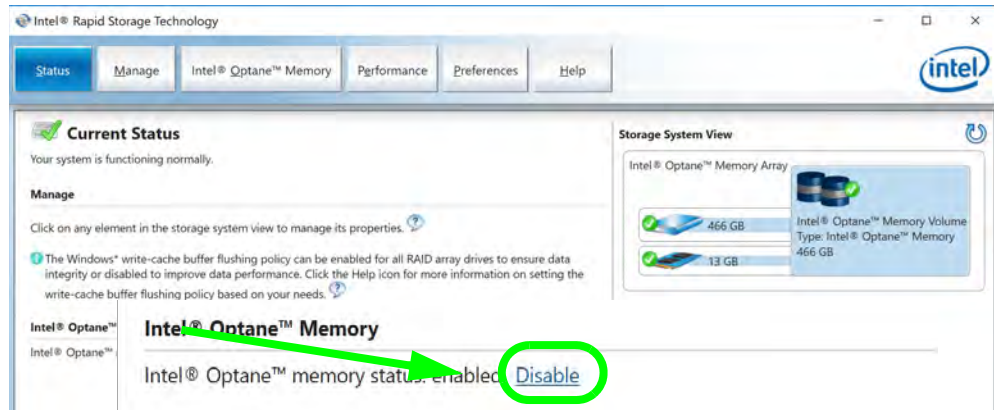 Intel® Rapid Storage Technology
Status
Manage
Intel® Optane™ Memory
Performance
Preferences
Help
intel
Current Status
Your system is functioning normally.
Manage
Click on any element in the storage system view to manage its properties.
The Windows* write-cache buffer flushing policy can be enabled for all RAID array drives to ensure data
integrity or disabled to improve data performance. Click the Help icon for more information on setting the
write-cache buffer flushing policy based on your needs.
Intel® Optane™
Intel® Optane™
Storage System View
Intel® Optane™ Memory Array
466 GB
13 GB
Intel® Optane™ Memory Volume
Type: Intel® Optane™ Memory
466 GB
Intel® Optane™ Memory
Intel® Optane™ memory status: enabled Disable